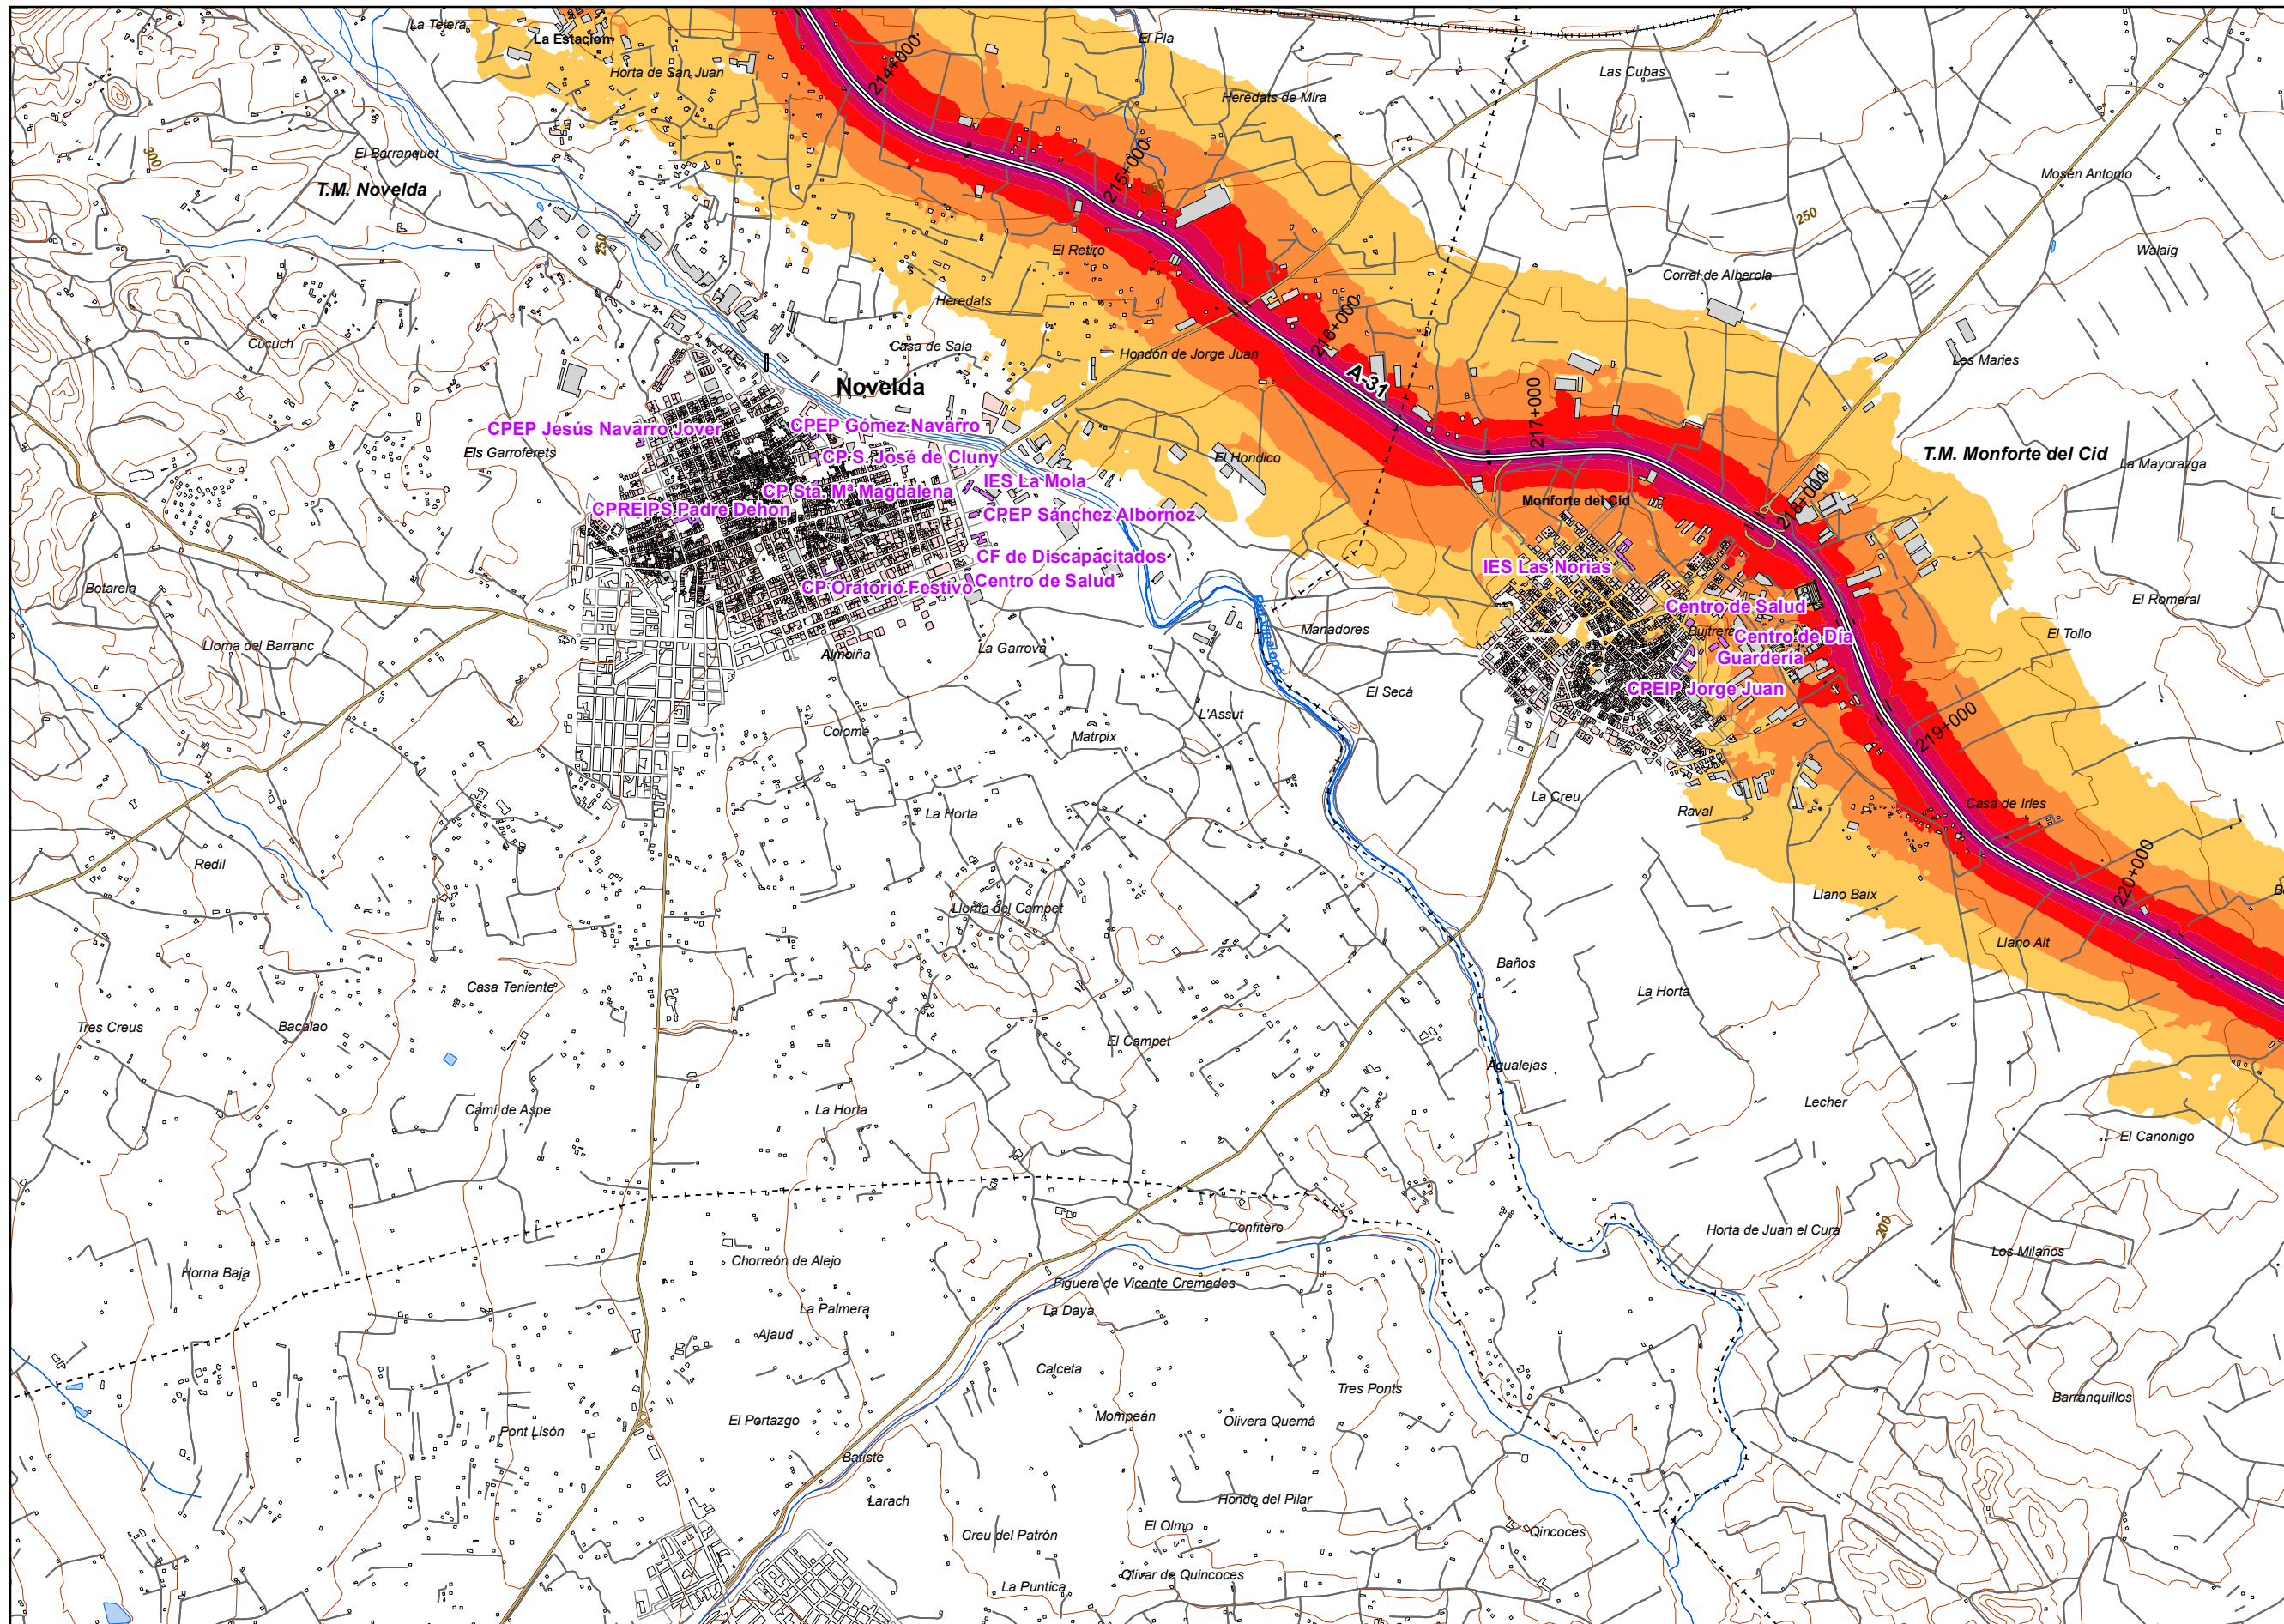 La Tejera
La Estacion
El Pla
Horta de San Juan
214+000
Las Cubas
Heredats de Mira
300
El Barranquet
T.M. Novelda
215+000
250
Mosén Antonio
250
250
El Retiro
Walaig
Corral de Alberola
Heredats
216+000
Cucuch
Casa de Sala
Hondón de Jorge Juan
Les Maries
Novelda
A-31
217+000
CPEP Jesús Navarro Jover
CPEP Gómez Navarro
Els Garroferets
CP S. José de Cluny
El Hondico
T.M. Monforte del Cid
La Mayorazga
IES La Mola
CP Sta. Mª Magdalena
Monforte del Cid
218+000
CPREIPS Padre Dehon
CPEP Sánchez Albornoz
CF de Discapacitados
IES Las Norias
Botarela
CP Oratorio Festivo
Centro de Salud
Centro de Salud
El Romeral
Manadores
Buitrera
Centro de Día
El Tollo
Lloma del Barranc
Almoiña
La Garrova
Guardería
El Secá
CPEIP Jorge Juan
L'Assut
Colomé
Matroix
219+000
La Creu
Raval
Casa de Irles
La Horta
Redil
220+000
Llano Baix
Lloma del Campet
Llano Alt
Casa Teniente
Baños
La Horta
Tres Creus
Bacalao
El Campet
Agualejas
Camí de Aspe
La Horta
Lecher
El Canonigo
Confitero
Horta de Juan el Cura
200
Los Milanos
Chorreón de Alejo
Horna Baja
Figuera de Vicente Cremades
La Palmera
La Daya
Ajaud
Calceta
Tres Ponts
Barranquillos
El Partazgo
Mompeán
Olivera Quemá
Pont Lisón
Batiste
Larach
Hondo del Pilar
Creu del Patrón
El Olmo
Qincoces
La Puntica
Olivar de Quincoces